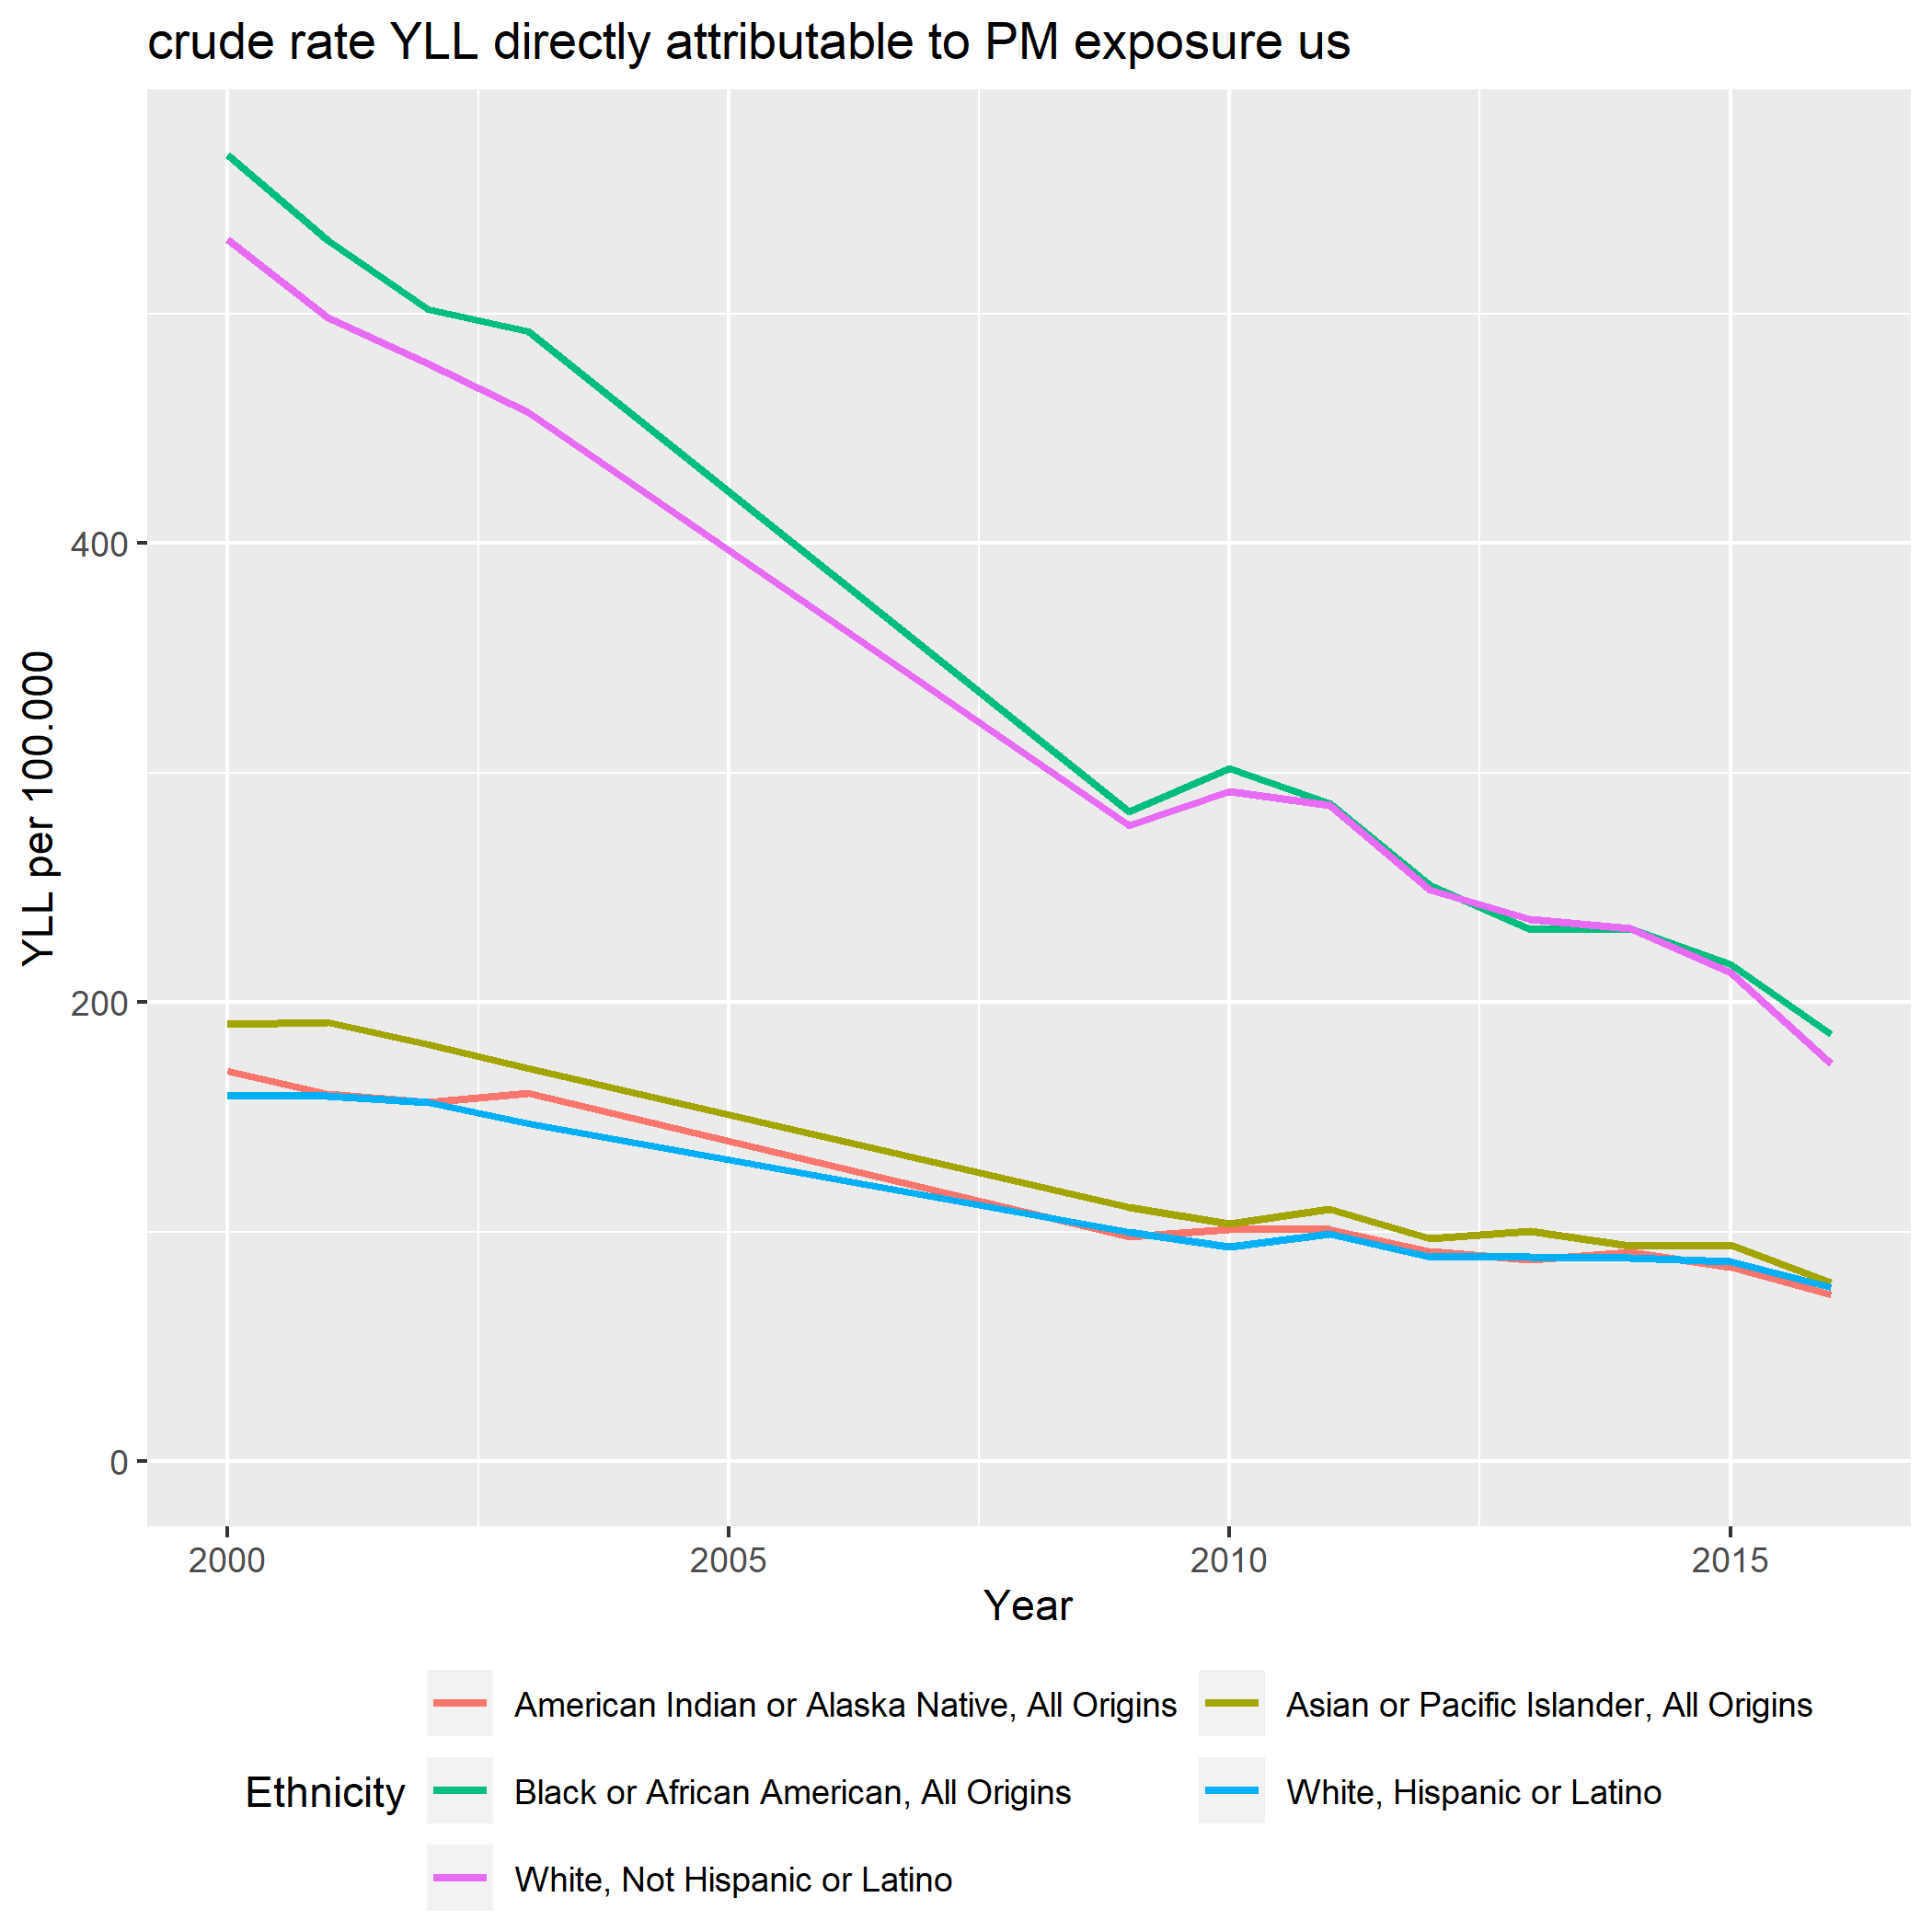 crude rate YLL directly attributable to PM exposure us
YLL per 100.000
400
200
0
2000 2005 2010 2015
Year
Ethnicity
American Indian or Alaska Native, All Origins
Asian or Pacific Islander, All Origins
Black or African American, All Origins
White, Hispanic or Latino
White, Not Hispanic or Latino